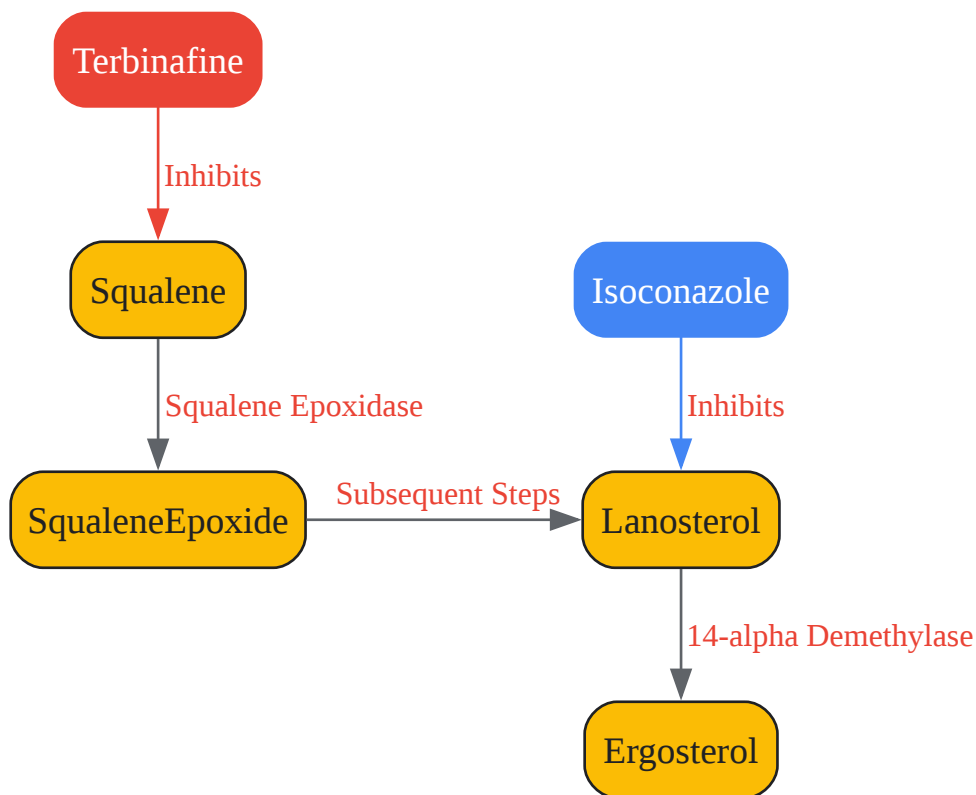 Terbinafine
Inhibits
Squalene
Isoconazole
Squalene Epoxidase
Inhibits
SqualeneEpoxide
Subsequent Steps
Lanosterol
14-alpha Demethylase
Ergosterol